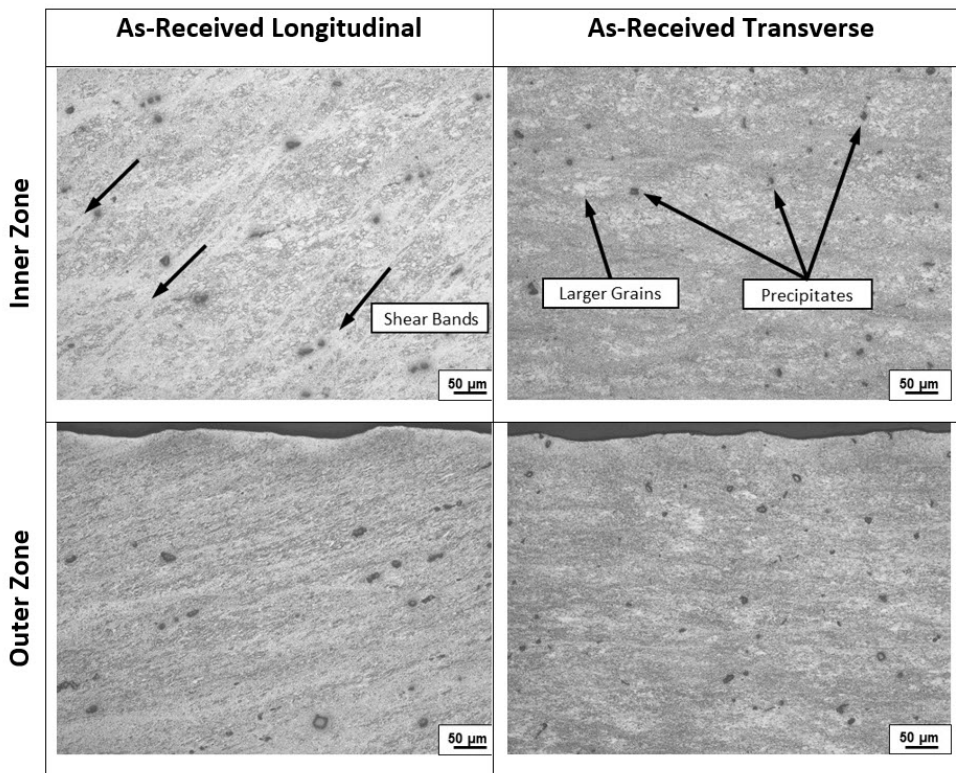 As-Received Longitudinal
As-Received Transverse
Inner Zone
Shear Bands
50 µm
Larger Grains
Precipitates
50 µm
Outer Zone
50 µm
50 µm